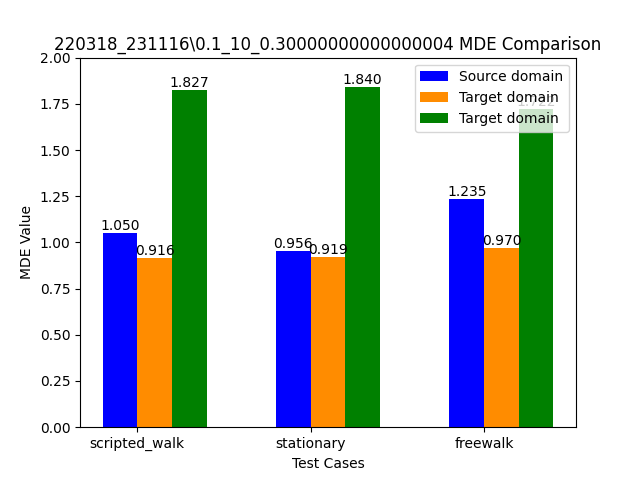 220318_231116\0.1_10_0.30000000000000004 MDE Comparison
2.00
1.75
1.50
1.25
1.00
0.75
0.50
0.25
0.00
MDE Value
1.050
0.916
1.827
0.956
0.919
1.840
1.235
0.970
Source domain
Target domain
Target domain
scripted_walk
stationary
freewalk
Test Cases